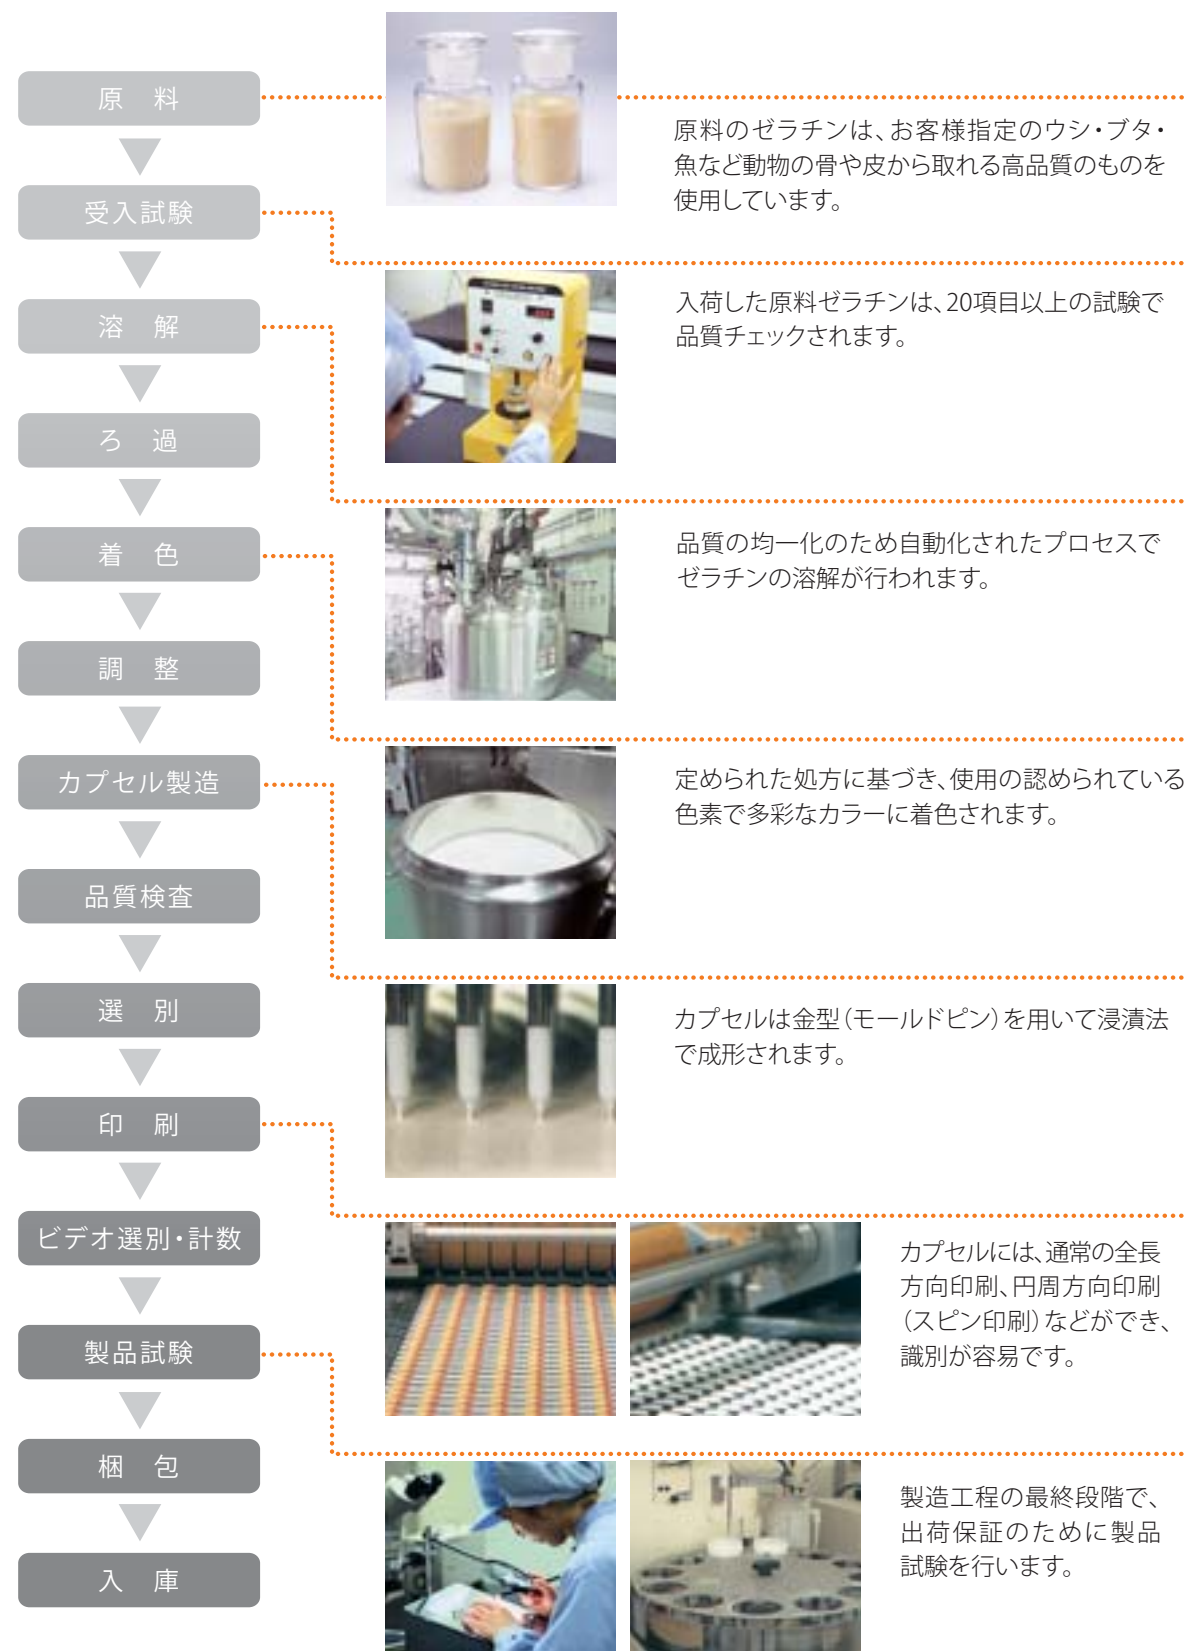 原　料
原料のゼラチンは、お客様指定のウシ・ブタ・
魚など動物の骨や皮から取れる高品質のものを
使用しています。
受入試験
入荷した原料ゼラチンは、20項目以上の試験で
品質チェックされます。
溶　解
品質の均一化のため自動化されたプロセスで
ゼラチンの溶解が行われます。
ろ　過
着　色
定められた処方に基づき、使用の認められている
色素で多彩なカラーに着色されます。
調　整
カプセル製造
カプセルは金型（モールドピン）を用いて浸漬法
で成形されます。
品質検査
選　別
印　刷
カプセルには、通常の全長
方向印刷、円周方向印刷
（スピン印刷）などができ、
識別が容易です。
ビデオ選別・計数
製品試験
製造工程の最終段階で、
出荷保証のために製品
試験を行います。
梱　包
入　庫